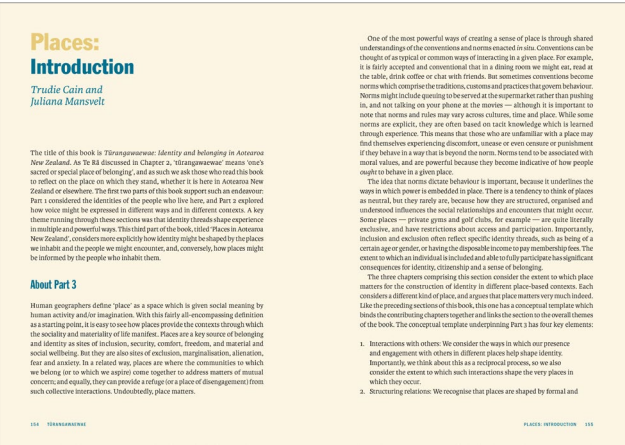 Places:
Introduction
Trudie Cain and
Juliana Mansvelt
The title of this book is Tūrangawaewae: Identity and belonging in Aotearoa
New Zealand. As Te Rā discussed in Chapter 2, 'tūrangawaewae' means 'one's
sacred or special place of belonging', and as such we ask those who read this book
to reflect on the place on which they stand, whether it is here in Aotearoa New
Zealand or elsewhere. The first two parts of this book support such an endeavour:
Part 1 considered the identities of the people who live here, and Part 2 explored
how voice might be expressed in different ways and in different contexts. A key
theme running through these sections was that identity threads shape experience
in multiple and powerful ways. This third part of the book, titled 'Places in Aotearoa
New Zealand', considers more explicitly how identity might be shaped by the places
we inhabit and the people we might encounter, and, conversely, how places might
be informed by the people who inhabit them.
About Part 3
Human geographers define 'place' as a space which is given social meaning by
human activity and/or imagination. With this fairly all-encompassing definition
as a starting point, it is easy to see how places provide the contexts through which
the sociality and materiality of life manifest. Places are a key source of belonging
and identity as sites of inclusion, security, comfort, freedom, and material and
social wellbeing. But they are also sites of exclusion, marginalisation, alienation,
fear and anxiety. In a related way, places are where the communities to which
we belong (or to which we aspire) come together to address matters of mutual
concern; and equally, they can provide a refuge (or a place of disengagement) from
such collective interactions. Undoubtedly, place matters.
154 TŪRANGAWAEWAE
One of the most powerful ways of creating a sense of place is through shared
understandings of the conventions and norms enacted in situ. Conventions can be
thought of as typical or common ways of interacting in a given place. For example,
it is fairly accepted and conventional that in a dining room we might eat, read at
the table, drink coffee or chat with friends. But sometimes conventions become
norms which comprise the traditions, customs and practices that govern behaviour.
Norms might include queuing to be served at the supermarket rather than pushing
in, and not talking on your phone at the movies — although it is important to
note that norms and rules may vary across cultures, time and place. While some
norms are explicit, they are often based on tacit knowledge which is learned
through experience. This means that those who are unfamiliar with a place may
find themselves experiencing discomfort, unease or even censure or punishment
if they behave in a way that is beyond the norm. Norms tend to be associated with
moral values, and are powerful because they become indicative of how people
ought to behave in a given place.
The idea that norms dictate behaviour is important, because it underlines the
ways in which power is embedded in place. There is a tendency to think of places
as neutral, but they rarely are, because how they are structured, organised and
understood influences the social relationships and encounters that might occur.
Some places — private gyms and golf clubs, for example — are quite literally
exclusive, and have restrictions about access and participation. Importantly,
inclusion and exclusion often reflect specific identity threads, such as being of a
certain age or gender, or having the disposable income to pay membership fees. The
extent to which an individual is included and able to fully participate has significant
consequences for identity, citizenship and a sense of belonging.
The three chapters comprising this section consider the extent to which place
matters for the construction of identity in different place-based contexts. Each
considers a different kind of place, and argues that place matters very much indeed.
Like the preceding sections of this book, this one has a conceptual template which
binds the contributing chapters together and links the section to the overall themes
of the book. The conceptual template underpinning Part 3 has four key elements:
1. Interactions with others: We consider the ways in which our presence
and engagement with others in different places help shape identity.
Importantly, we think about this as a reciprocal process, so we also
consider the extent to which such interactions shape the very places in
which they occur.
2. Structuring relations: We recognise that places are shaped by formal and
PLACES: INTRODUCTION 155